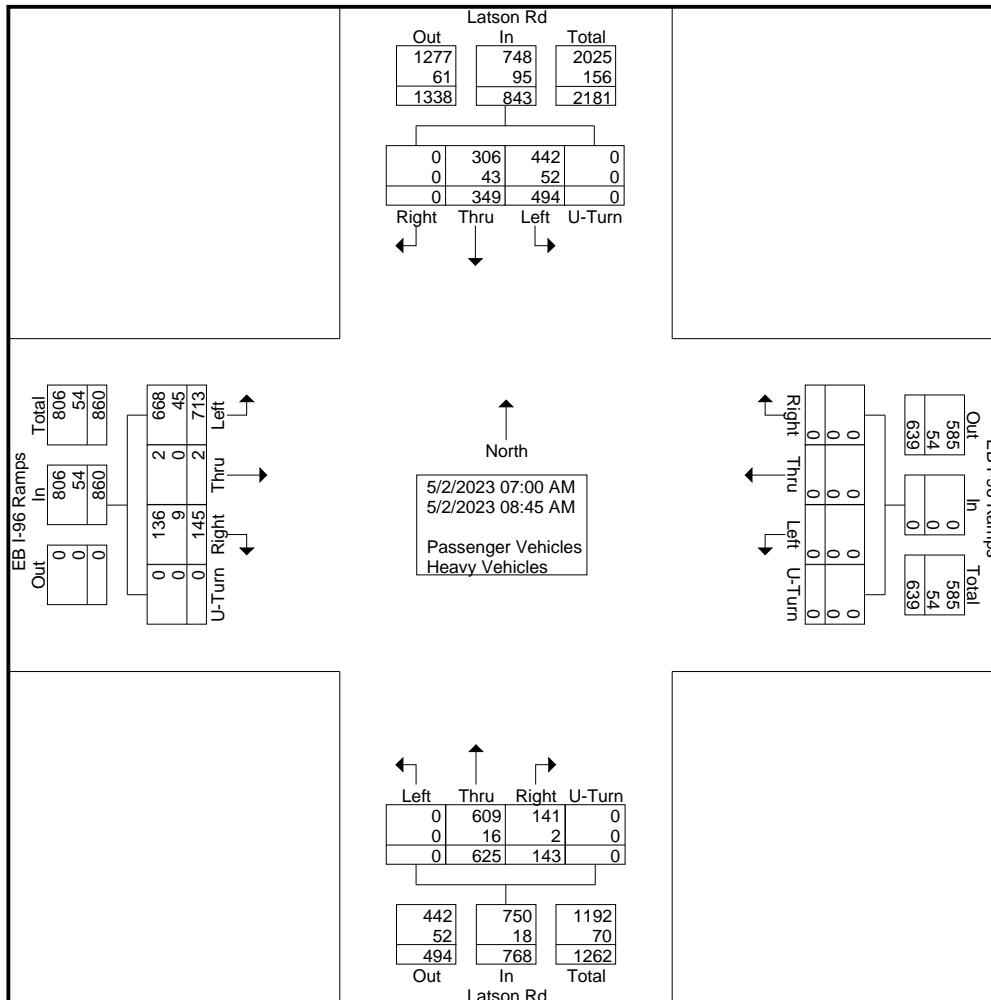 Latson Rd
Out In Total
1277 748 2025
61 95 156
1338 843 2181
0 306 442 0
0 43 52 0
0 349 494 0
Right Thru Left U-Turn
EB I-96 Ramps
Total In Out
806 806 0
54 54 0
860 860 0
668 2 136 0
45 0 9 0
713 2 145 0
Left Thru Right U-Turn
North
5/2/2023 07:00 AM
5/2/2023 08:45 AM
Passenger Vehicles
Heavy Vehicles
Right Thru Left U-Turn
0 0 0 0
0 0 0 0
0 0 0 0
Out In Total
585 0 585
54 0 54
639 0 639
Ramps
Left Thru Right U-Turn
0 609 141 0
0 16 2 0
0 625 143 0
442 750 1192
52 18 70
494 768 1262
Out In Total
Latson Rd